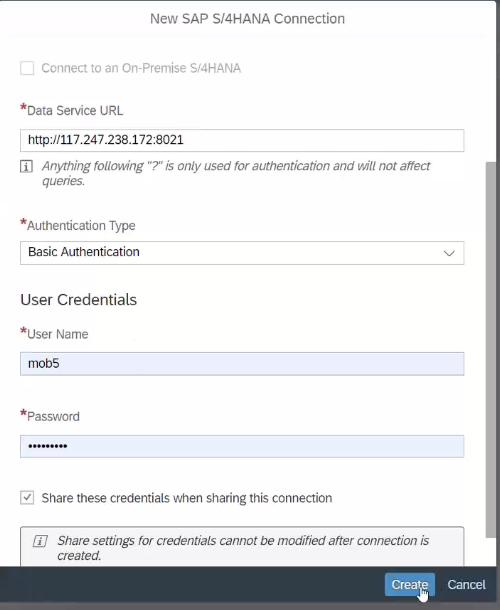 New SAP S/4HANA Connection
Connect to an On-Premise S/4HANA
*Data Service URL
http://117.247.238.172:8021
i Anything following "?" is only used for authentication and will not affect
queries.
*Authentication Type
Basic Authentication
User Credentials
*User Name
mob5
*Password
•••••••••
Share these credentials when sharing this connection
i Share settings for credentials cannot be modified after connection is
created.
Create Cancel